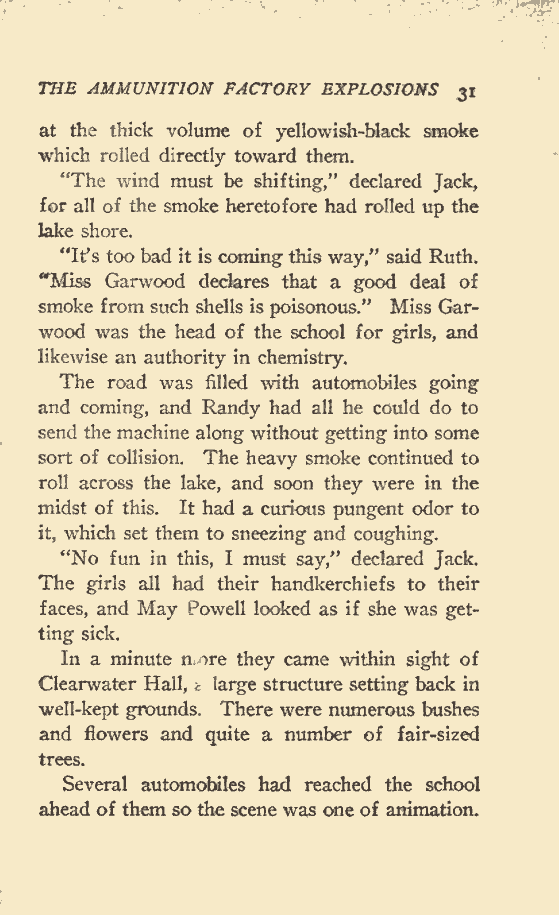 THE AMMUNITION FACTORY EXPLOSIONS 31
at the thick volume of yellowish-black smoke
which rolled directly toward them.
“The wind must be shifting,” declared Jack,
for all of the smoke heretofore had rolled up the
lake shore.
“It’s too bad it is coming this way,” said Ruth.
“Miss Garwood declares that a good deal of
smoke from such shells is poisonous.” Miss Gar-
wood was the head of the school for girls, and
likewise an authority in chemistry.
The road was filled with automobiles going
and coming, and Randy had all he could do to
send the machine along without getting into some
sort of collision. The heavy smoke continued to
roll across the lake, and soon they were in the
midst of this. It had a curious pungent odor to
it, which set them to sneezing and coughing.
“No fun in this, I must say,” declared Jack.
The girls all had their handkerchiefs to their
faces, and May Powell looked as if she was get-
ting sick.
In a minute more they came within sight of
Clearwater Hall, a large structure setting back in
well-kept grounds. There were numerous bushes
and flowers and quite a number of fair-sized
trees.
Several automobiles had reached the school
ahead of them so the scene was one of animation.